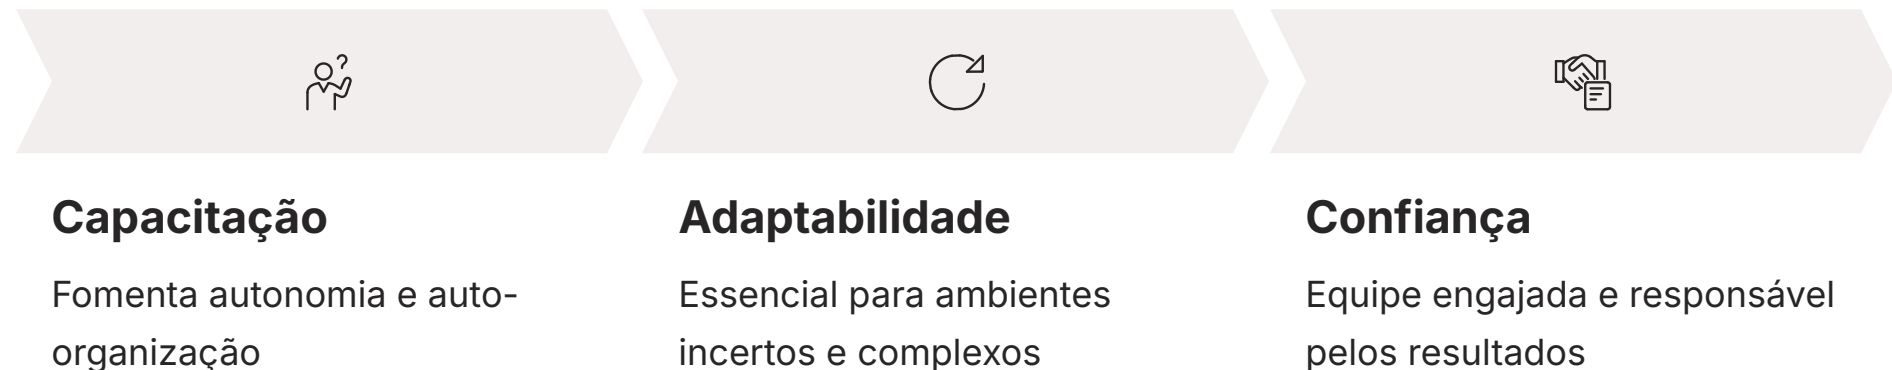 Capacitação
Fomenta autonomia e auto-
organização
Adaptabilidade
Essencial para ambientes
incertos e complexos
Confiança
Equipe engajada e responsável
pelos resultados